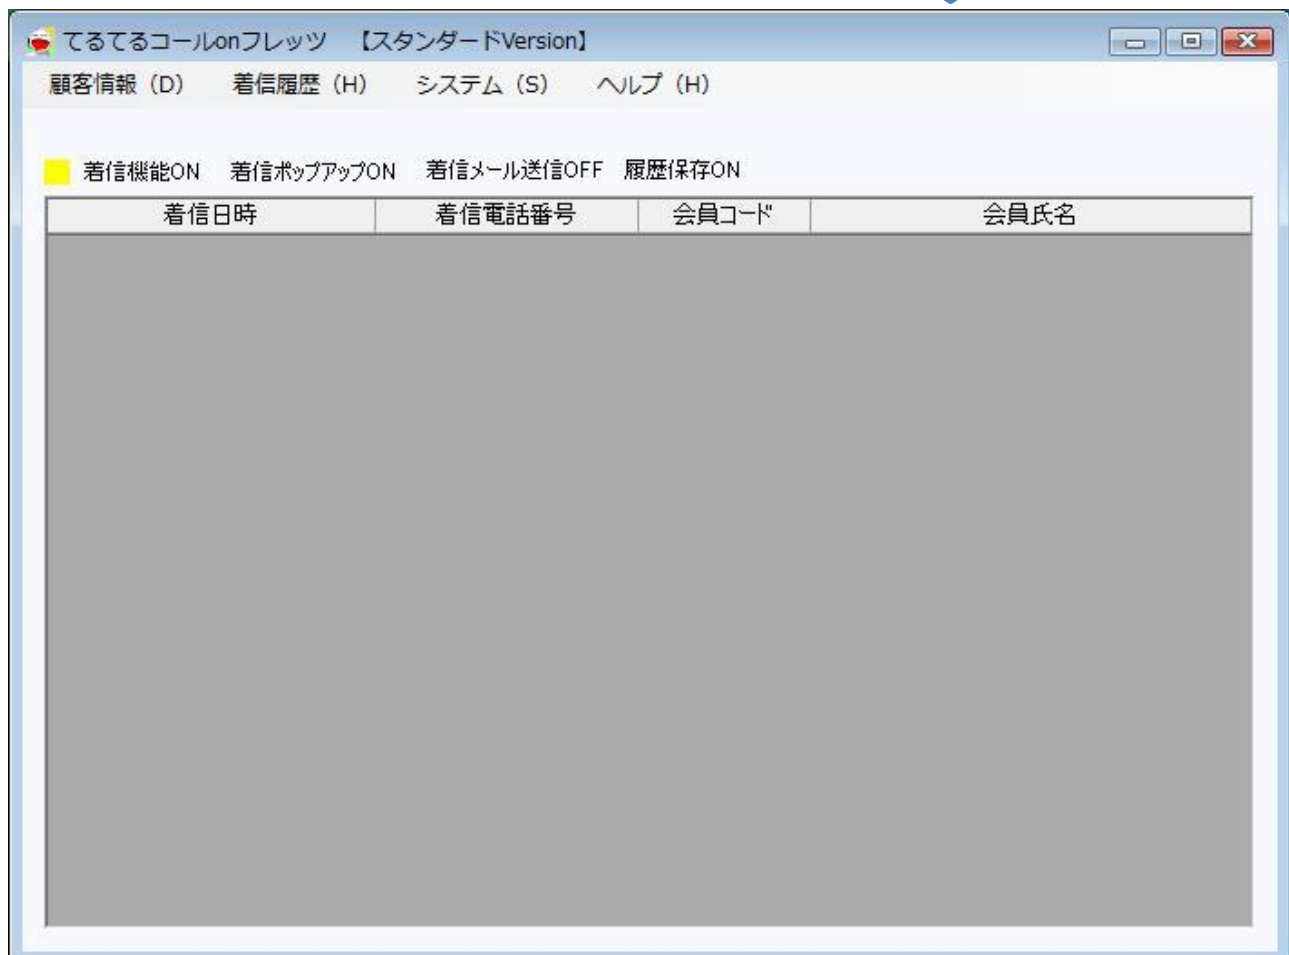 てるてるコールonフレッツ　【スタンダードVersion】
顧客情報（D）　着信履歴（H）　システム（S）　ヘルプ（H）
着信機能ON　着信ポップアップON　着信メール送信OFF　履歴保存ON
着信日時　着信電話番号　会員コード　会員氏名